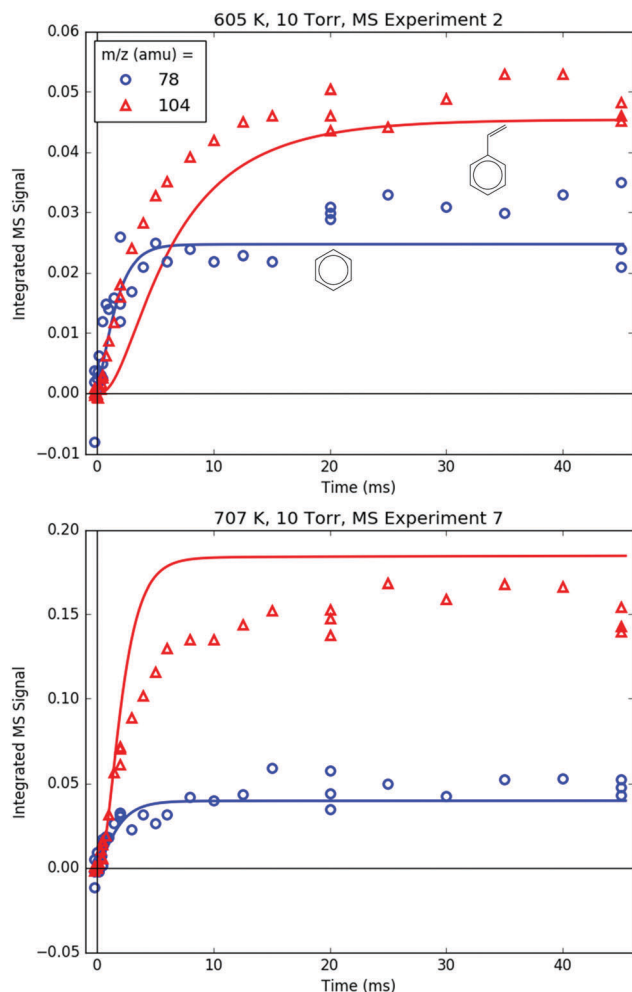 605 K, 10 Torr, MS Experiment 2
0.06
m/z (amu) =
78
104
0.05
0.04
0.03
0.02
0.01
0.00
−0.01
Integrated MS Signal
0 10 20 30 40
Time (ms)
707 K, 10 Torr, MS Experiment 7
0.20
0.15
0.10
0.05
0.00
−0.05
Integrated MS Signal
0 10 20 30 40
Time (ms)